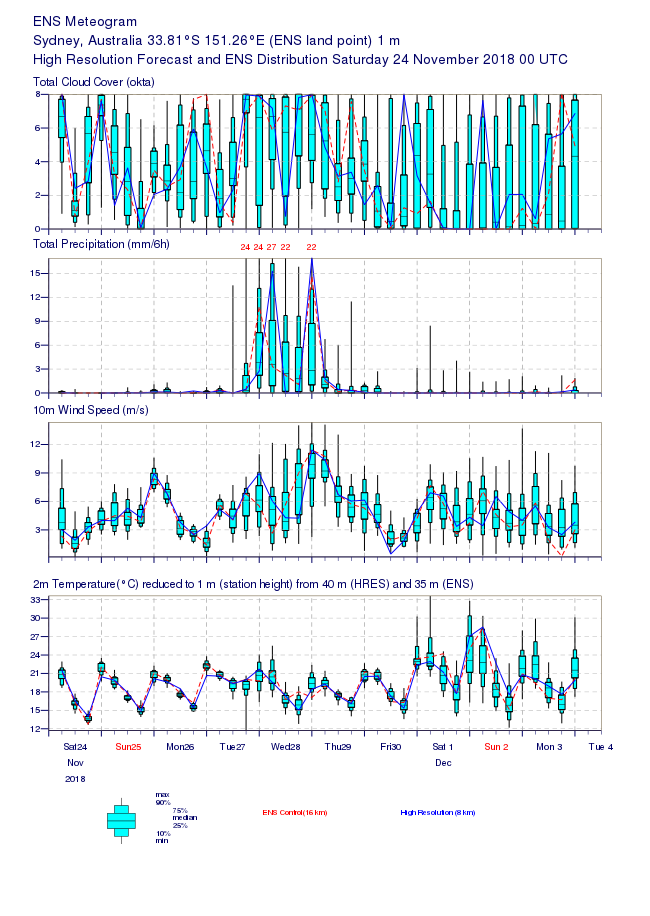 ENS Meteogram
Sydney, Australia 33.81°S 151.26°E (ENS land point) 1 m
High Resolution Forecast and ENS Distribution Saturday 24 November 2018 00 UTC
Total Cloud Cover (okta)
8
6
4
2
0
Total Precipitation (mm/6h)
24 24 27 22 22
15
12
9
6
3
0
10m Wind Speed (m/s)
12
9
6
3
2m Temperature(°C) reduced to 1 m (station height) from 40 m (HRES) and 35 m (ENS)
33
30
27
24
21
18
15
12
Sat24 Sun25 Mon26 Tue27 Wed28 Thu29 Fri30 Sat 1 Sun 2 Mon 3 Tue 4
Nov Dec
2018
max
90%
75%
median
25%
10%
min
ENS Control(16 km)
High Resolution (8 km)